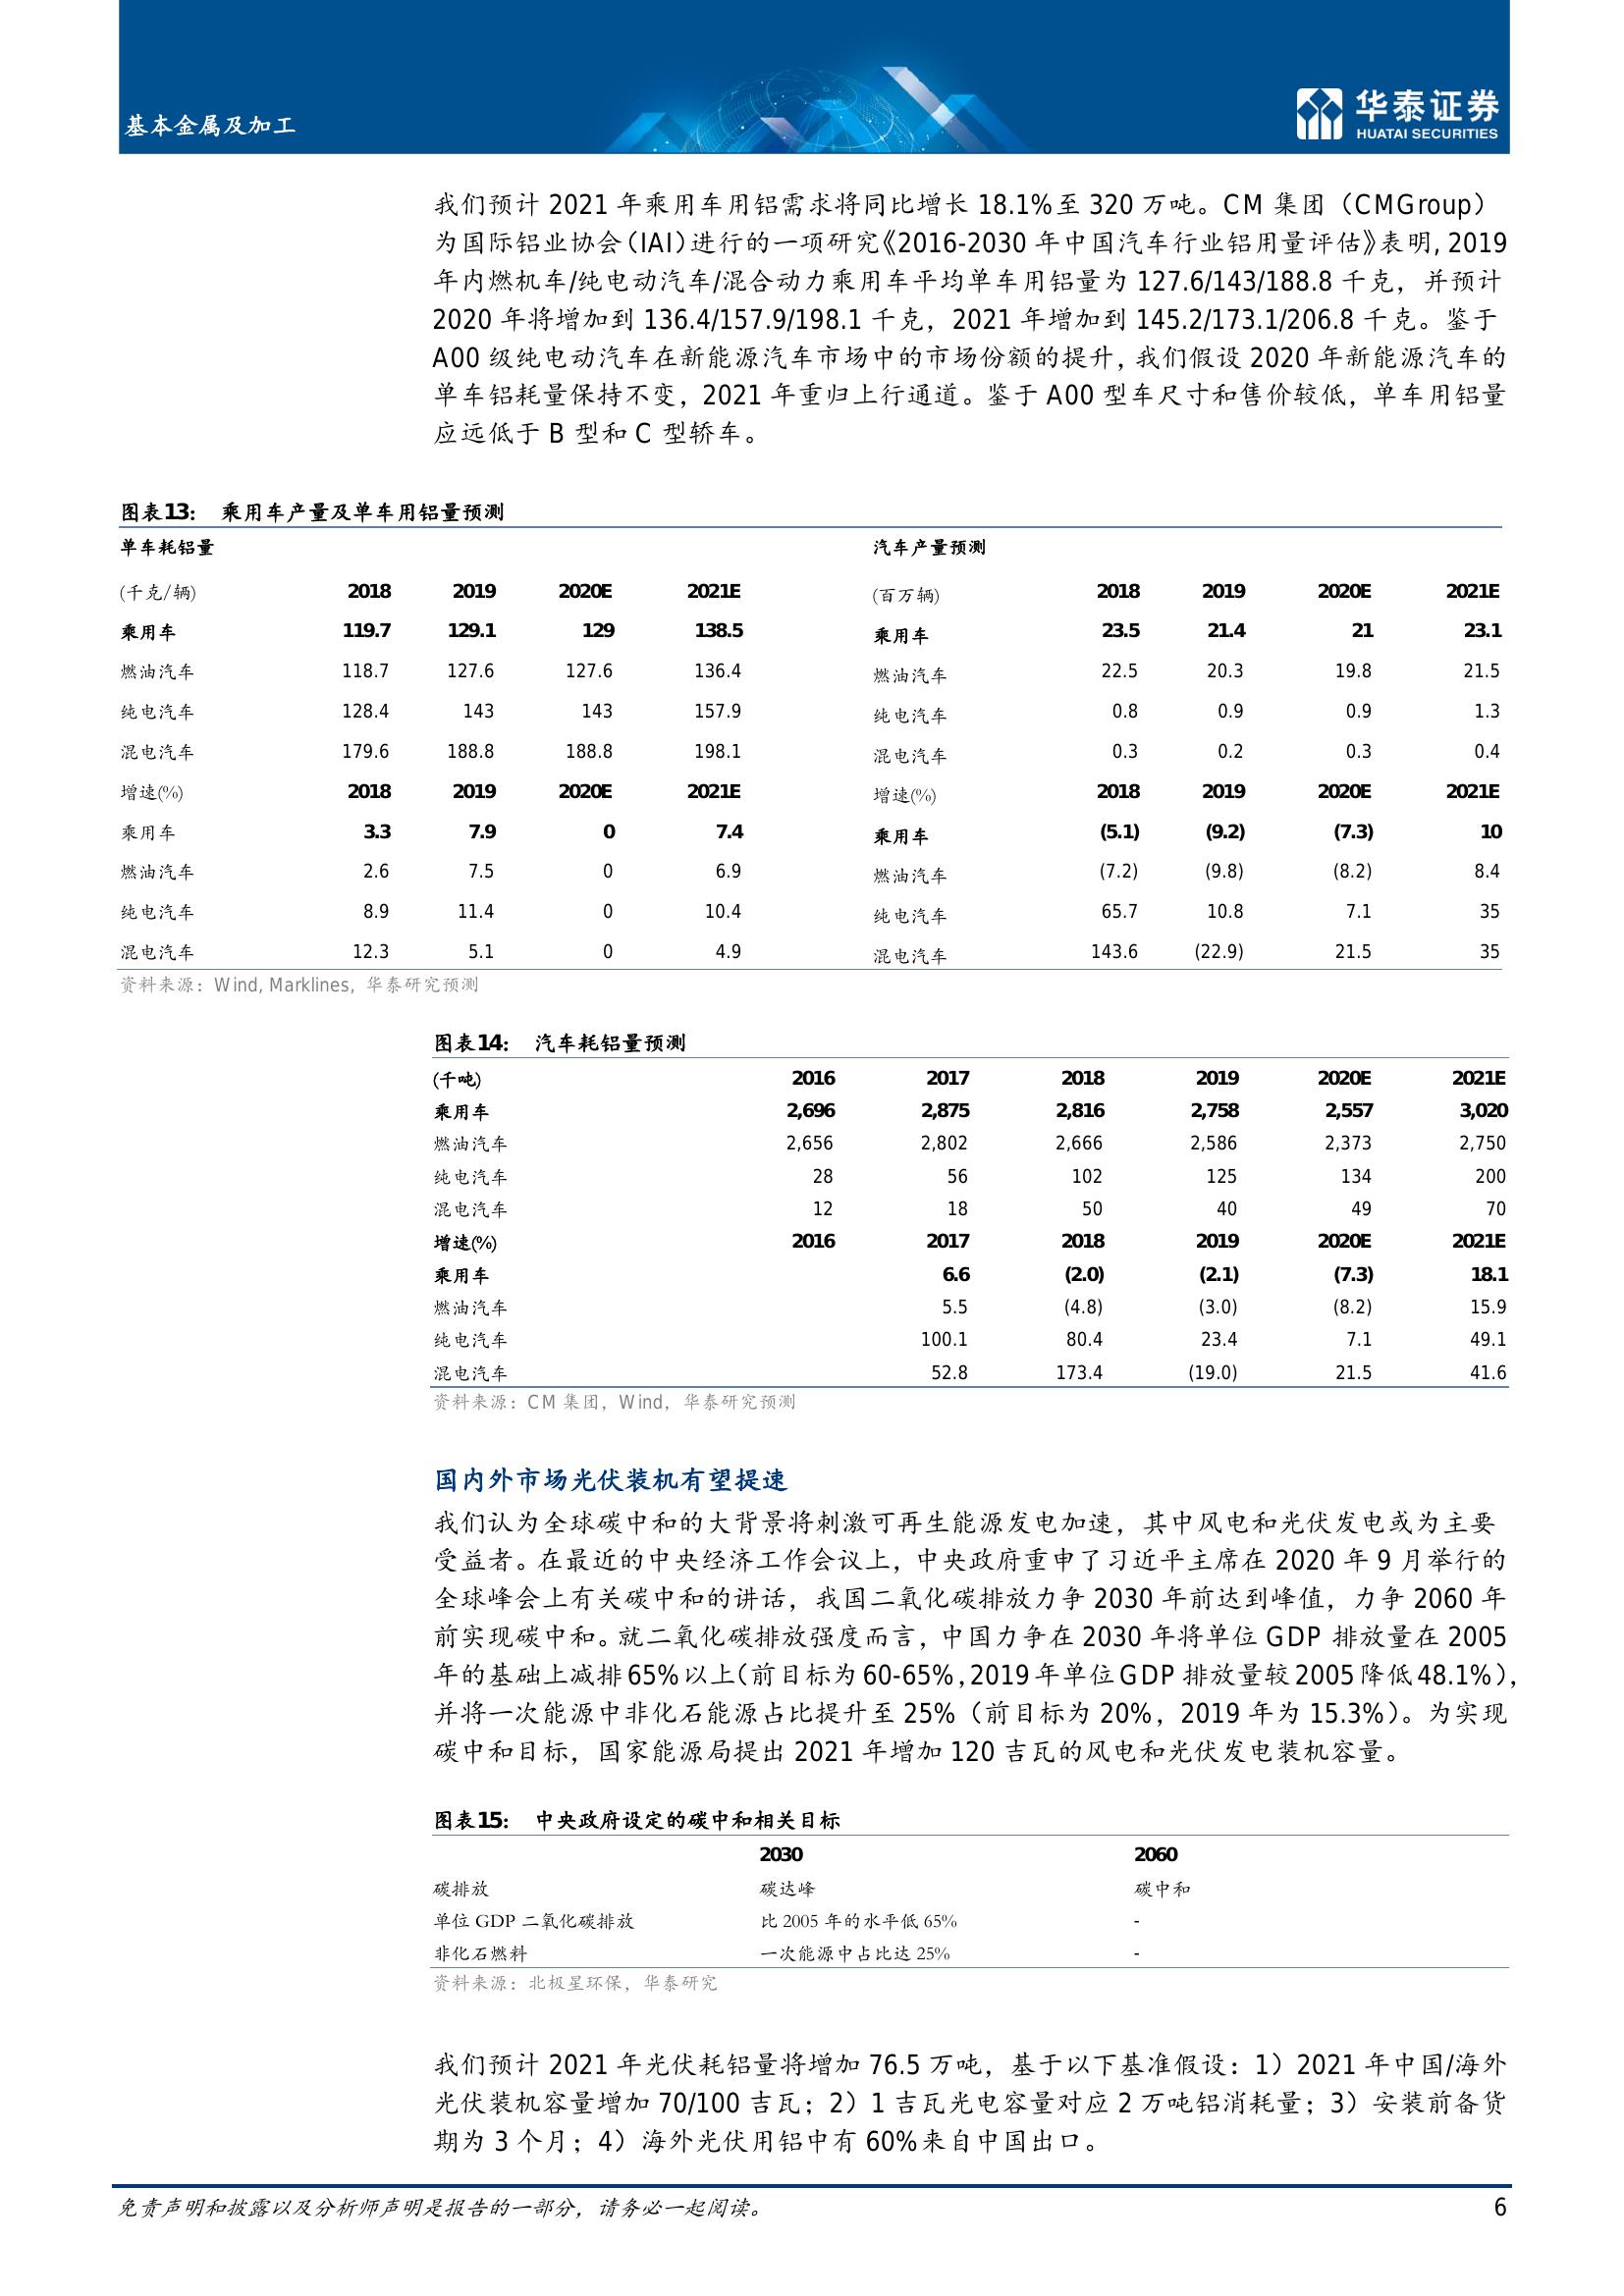 基本金属及加工
华泰证券
HUATAI SECURITIES
我们预计 2021 年乘用车用铝需求将同比增长 18.1%至 320 万吨。CM 集团（CMGroup）
为国际铝业协会（IAI）进行的一项研究《2016-2030 年中国汽车行业铝用量评估》表明，2019
年内燃机车/纯电动汽车/混合动力乘用车平均单车用铝量为 127.6/143/188.8 千克，并预计
2020 年将增加到 136.4/157.9/198.1 千克，2021 年增加到 145.2/173.1/206.8 千克。鉴于
A00 级纯电动汽车在新能源汽车市场中的市场份额的提升，我们假设 2020 年新能源汽车的
单车铝耗量保持不变，2021 年重归上行通道。鉴于 A00 型车尺寸和售价较低，单车用铝量
应远低于 B 型和 C 型轿车。
图表13： 乘用车产量及单车用铝量预测
单车耗铝量 汽车产量预测
(千克/辆) 2018 2019 2020E 2021E (百万辆) 2018 2019 2020E 2021E
乘用车 119.7 129.1 129 138.5 乘用车 23.5 21.4 21 23.1
燃油汽车 118.7 127.6 127.6 136.4 燃油汽车 22.5 20.3 19.8 21.5
纯电汽车 128.4 143 143 157.9 纯电汽车 0.8 0.9 0.9 1.3
混电汽车 179.6 188.8 188.8 198.1 混电汽车 0.3 0.2 0.3 0.4
增速(%) 2018 2019 2020E 2021E 增速(%) 2018 2019 2020E 2021E
乘用车 3.3 7.9 0 7.4 乘用车 (5.1) (9.2) (7.3) 10
燃油汽车 2.6 7.5 0 6.9 燃油汽车 (7.2) (9.8) (8.2) 8.4
纯电汽车 8.9 11.4 0 10.4 纯电汽车 65.7 10.8 7.1 35
混电汽车 12.3 5.1 0 4.9 混电汽车 143.6 (22.9) 21.5 35
资料来源：Wind, Marklines, 华泰研究预测
图表14： 汽车耗铝量预测
(千吨) 2016 2017 2018 2019 2020E 2021E
乘用车 2,696 2,875 2,816 2,758 2,557 3,020
燃油汽车 2,656 2,802 2,666 2,586 2,373 2,750
纯电汽车 28 56 102 125 134 200
混电汽车 12 18 50 40 49 70
增速(%) 2016 2017 2018 2019 2020E 2021E
乘用车 6.6 (2.0) (2.1) (7.3) 18.1
燃油汽车 5.5 (4.8) (3.0) (8.2) 15.9
纯电汽车 100.1 80.4 23.4 7.1 49.1
混电汽车 52.8 173.4 (19.0) 21.5 41.6
资料来源：CM 集团，Wind，华泰研究预测
国内外市场光伏装机有望提速
我们认为全球碳中和的大背景将刺激可再生能源发电加速，其中风电和光伏发电或为主要
受益者。在最近的中央经济工作会议上，中央政府重申了习近平主席在 2020 年 9 月举行的
全球峰会上有关碳中和的讲话，我国二氧化碳排放力争 2030 年前达到峰值，力争 2060 年
前实现碳中和。就二氧化碳排放强度而言，中国力争在 2030 年将单位 GDP 排放量在 2005
年的基础上减排 65%以上（前目标为 60-65%，2019 年单位 GDP 排放量较 2005 降低 48.1%），
并将一次能源中非化石能源占比提升至 25%（前目标为 20%，2019 年为 15.3%）。为实现
碳中和目标，国家能源局提出 2021 年增加 120 吉瓦的风电和光伏发电装机容量。
图表15： 中央政府设定的碳中和相关目标
2030 2060
碳排放 碳达峰 碳中和
单位 GDP 二氧化碳排放 比 2005 年的水平低 65% -
非化石燃料 一次能源中占比达 25% -
资料来源：北极星环保，华泰研究
我们预计 2021 年光伏耗铝量将增加 76.5 万吨，基于以下基准假设：1）2021 年中国/海外
光伏装机容量增加 70/100 吉瓦；2）1 吉瓦光电容量对应 2 万吨铝消耗量；3）安装前备货
期为 3 个月；4）海外光伏用铝中有 60%来自中国出口。
免责声明和披露以及分析师声明是报告的一部分，请务必一起阅读。 6